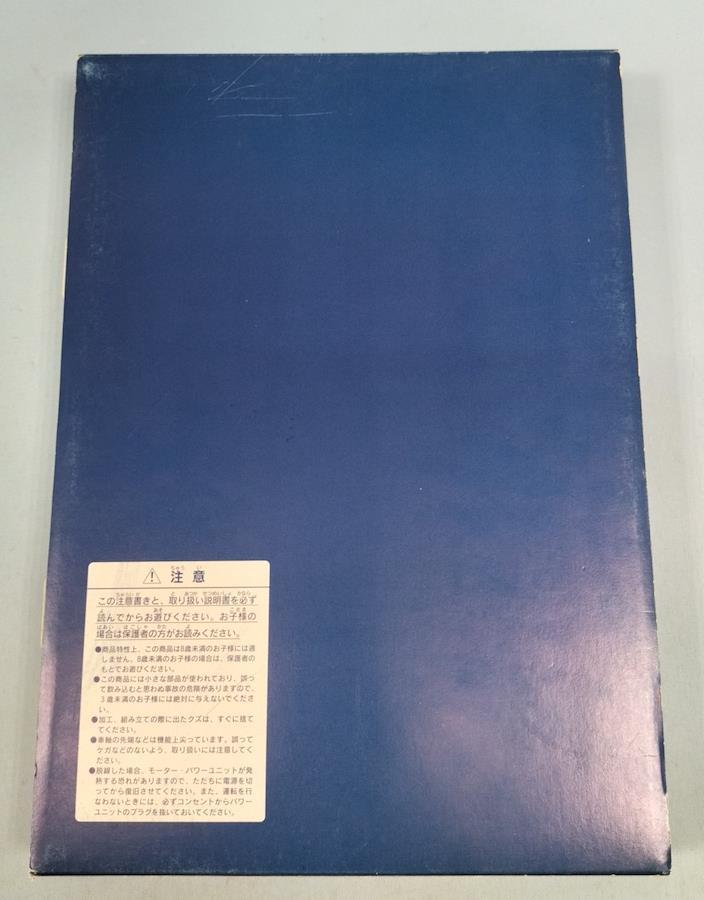 ⚠ 注意
この注意書きと、取り扱い説明書を必ず
読んでからお遊びください。お子様の
場合は保護者の方がお読みください。
●商品特性上、この商品は8歳未満のお子様には適
しません。8歳未満のお子様の場合は、保護者の
もとでお遊びください。
●この商品には小さな部品が使われており、誤っ
て飲み込むと思わぬ事故の危険がありますので、
3歳未満のお子様には絶対に与えないでくださ
い。
●加工、組み立ての際に出たクズは、すぐに捨て
てください。
●車軸の先端などは機能上尖っています。誤って
ケガなどのないよう、取り扱いには注意してく
ださい。
●脱線した場合、モーター・パワーユニットが発
熱する恐れがありますので、ただちに電源を切
ってから復旧させてください。また、運転を行
なわないときには、必ずコンセントからパワー
ユニットのプラグを抜いておいてください。